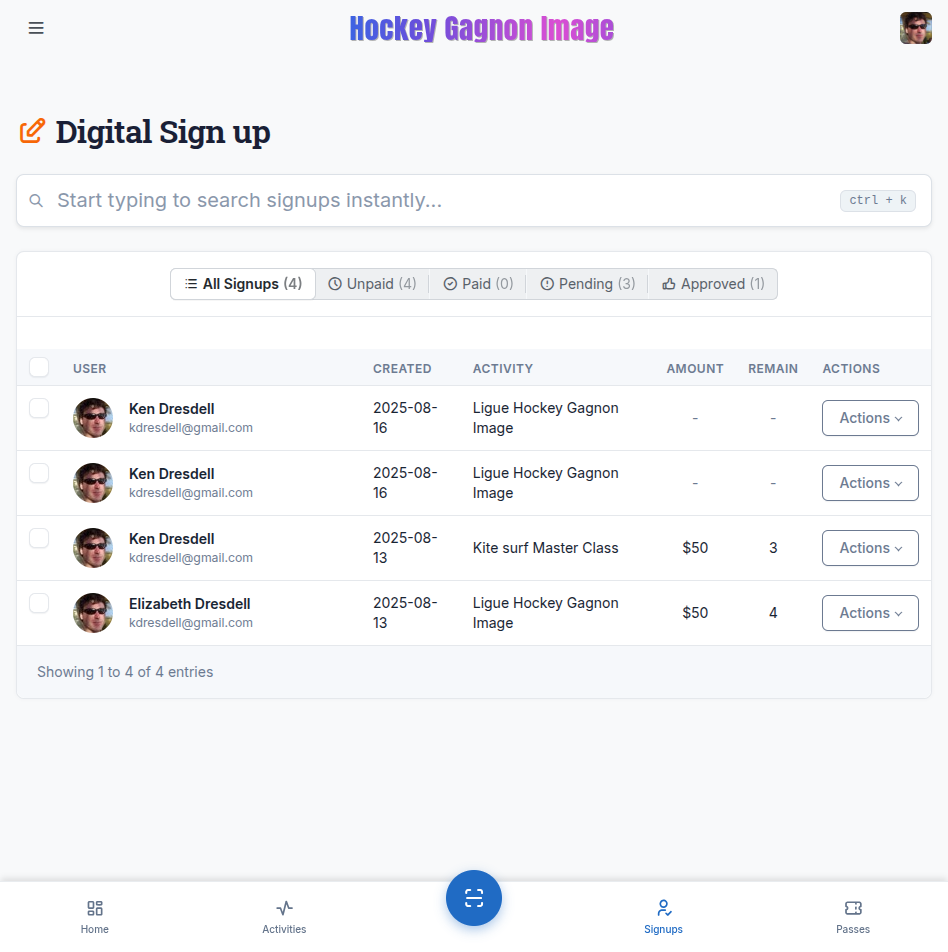 Hockey Gagnon Image
Digital Sign up
Start typing to search signups instantly... ctrl + k
All Signups (4) Unpaid (4) Paid (0) Pending (3) Approved (1)
USER CREATED ACTIVITY AMOUNT REMAIN ACTIONS
Ken Dresdell 2025-08- Ligue Hockey Gagnon - - Actions
kdresdell@gmail.com 16 Image
Ken Dresdell 2025-08- Ligue Hockey Gagnon - - Actions
kdresdell@gmail.com 16 Image
Ken Dresdell 2025-08- Kite surf Master Class $50 3 Actions
kdresdell@gmail.com 13
Elizabeth Dresdell 2025-08- Ligue Hockey Gagnon $50 4 Actions
kdresdell@gmail.com 13 Image
Showing 1 to 4 of 4 entries
Home Activities Signups Passes